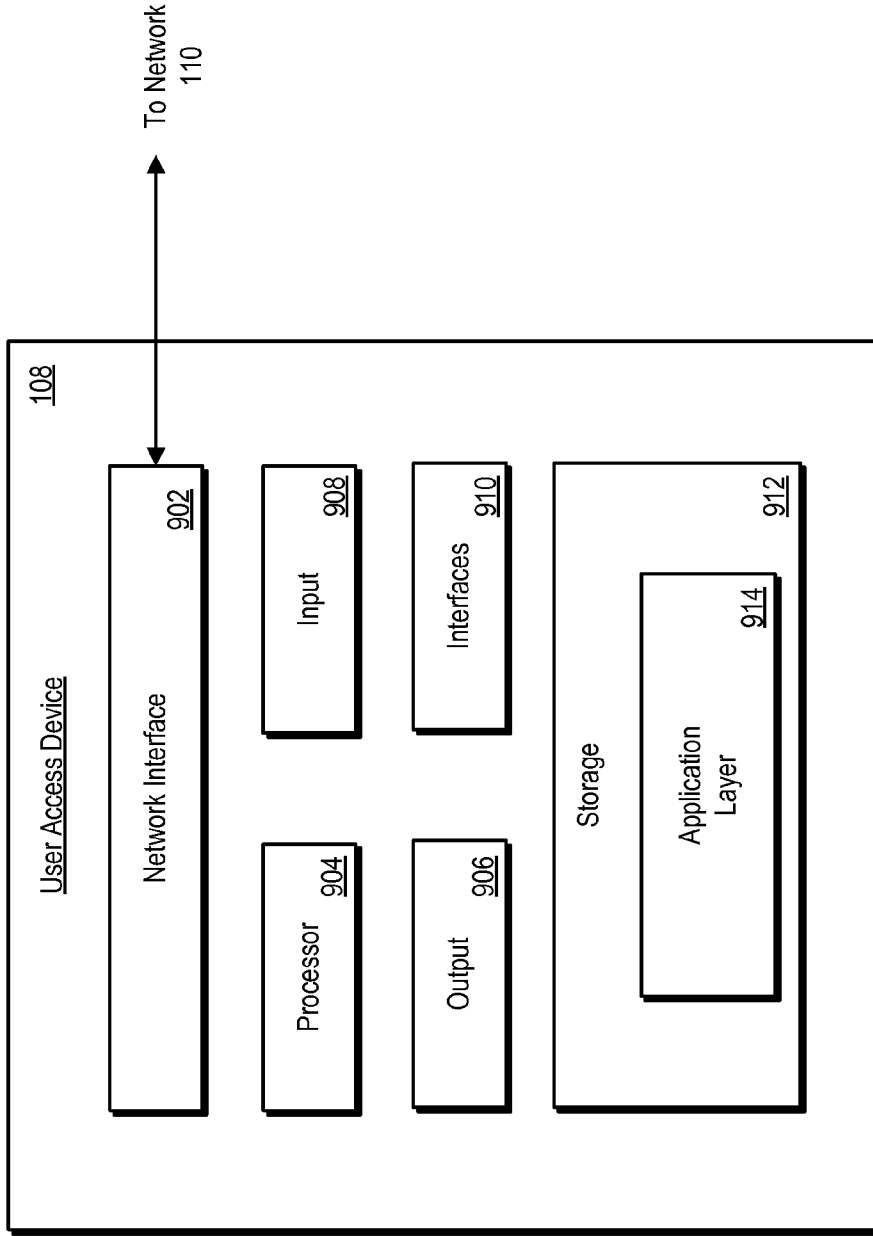 User Access Device
108
Network Interface
902
To Network
110
Processor
904
Input
908
Output
906
Interfaces
910
Storage
912
Application
Layer
914